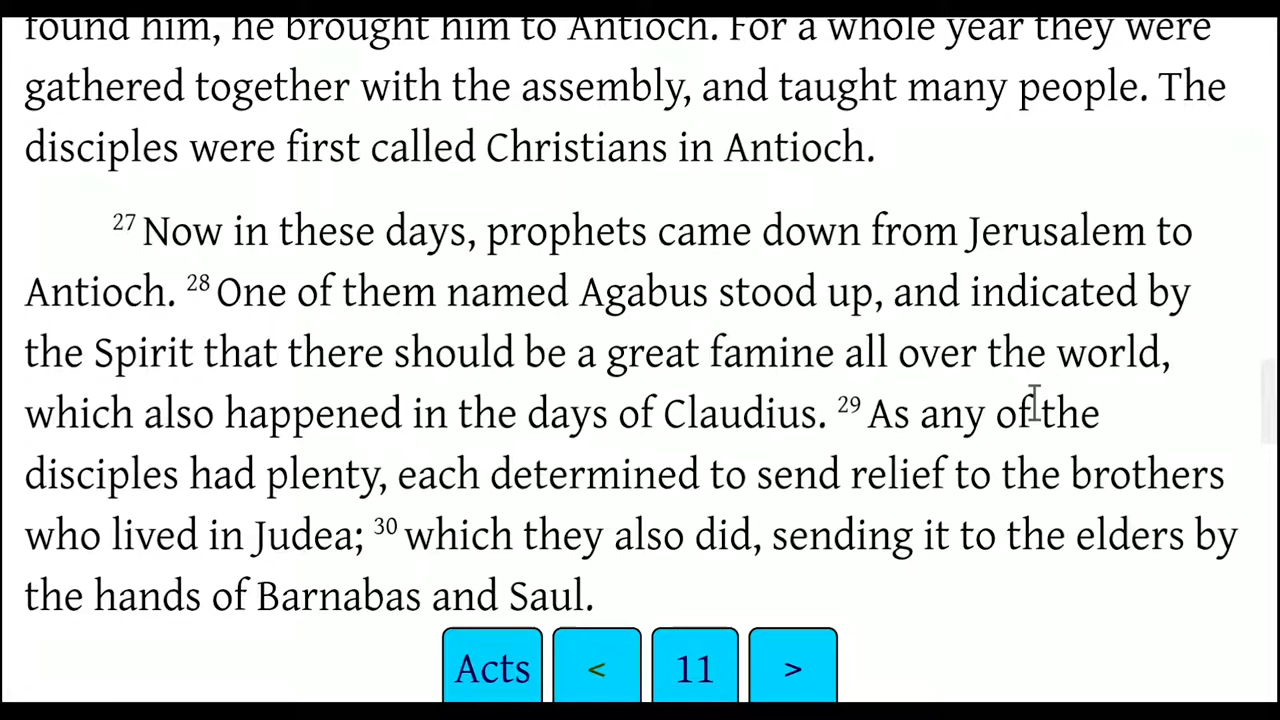 found him, he brought him to Antioch. For a whole year they were
gathered together with the assembly, and taught many people. The
disciples were first called Christians in Antioch.
27 Now in these days, prophets came down from Jerusalem to
Antioch. 28 One of them named Agabus stood up, and indicated by
the Spirit that there should be a great famine all over the world,
which also happened in the days of Claudius. 29 As any of the
disciples had plenty, each determined to send relief to the brothers
who lived in Judea; 30 which they also did, sending it to the elders by
the hands of Barnabas and Saul.
Acts < 11 >